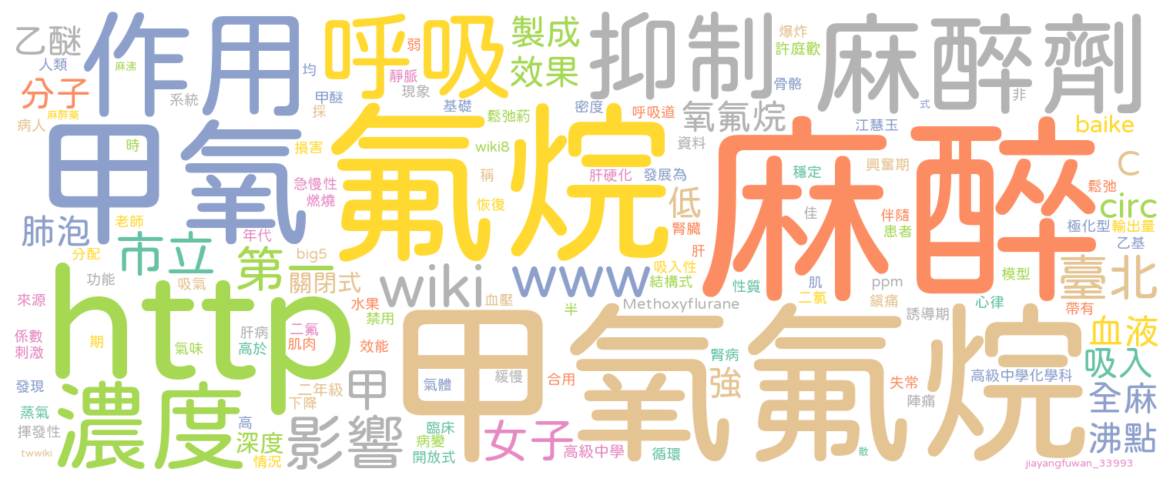 乙醚
人類
麻沸
作用
呼吸
弱
製成
效果
抑制
爆炸
許庭歡
麻醉劑
分子
麻醉藥
病人
系統
均
甲醚
採
靜脈
現象
基礎
鬆弛葯
密度
呼吸道
骨骼
氧氟烷
資料
江慧玉
式
非
baike
甲氧
時
損害
氟烷
wiki8
稱
恢復
肝硬化
發展為
麻醉
穩定
興奮期
佳
C
鬆弛
circ
急慢性
燃燒
低
腎臟
肝
伴隨
患者
極化型
輸出量
乙基
肺泡
老師
分配
市立
年代
big5
第一
關閉式
功能
吸氣
wiki
www
血壓
吸入性
結構式
性質
肌
二氯
ppm
鎮痛
模型
心律
臺北
帶有
來源
係數
刺激
http
期
氣味
肝病
高於
水果
禁用
二氟
肌肉
效能
半
Methoxyflurane
誘導期
血液
甲氧氟烷
腎病
吸入
發現
蒸氣
揮發性
twwiki
濃度
高
深度
情況
二年級
下降
甲
影響
氣體
緩慢
合用
強
失常
陣痛
高級中學化學科
全麻
沸點
臨床
病變
開放式
女子
高級中學
循環
散
jiayangfuwan_33993